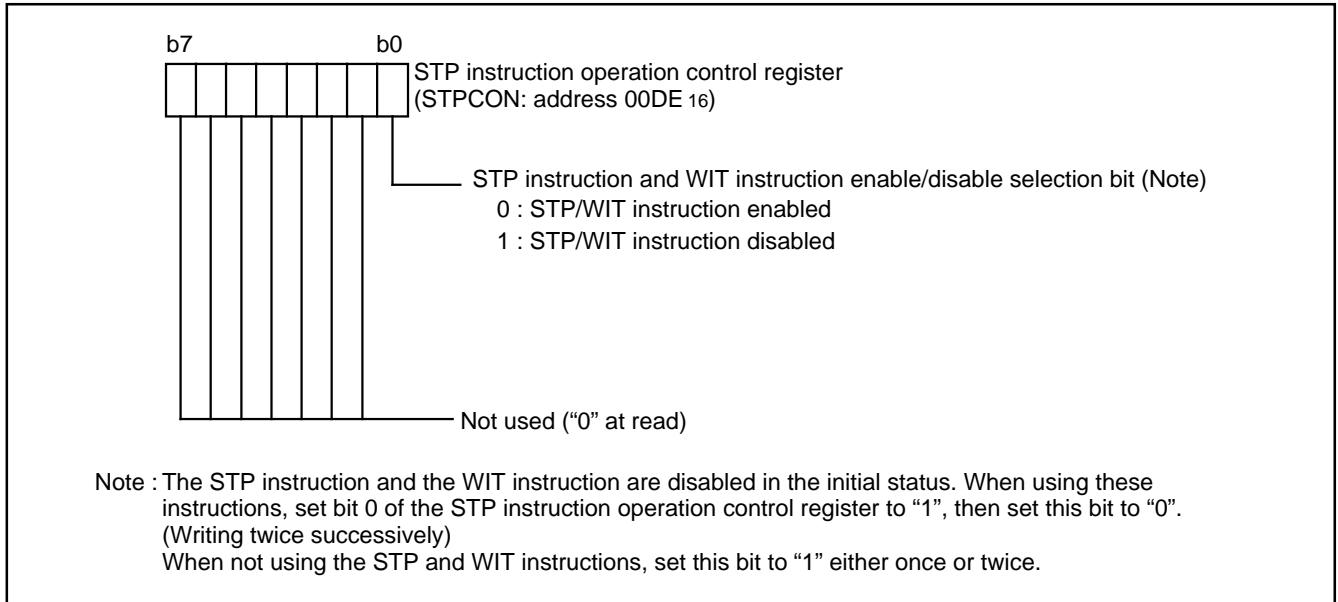 b7 b0
STP instruction operation control register
(STPCON: address 00DE 16)
STP instruction and WIT instruction enable/disable selection bit (Note)
0 : STP/WIT instruction enabled
1 : STP/WIT instruction disabled
Not used (“0” at read)
Note : The STP instruction and the WIT instruction are disabled in the initial status. When using these
instructions, set bit 0 of the STP instruction operation control register to “1”, then set this bit to “0”.
(Writing twice successively)
When not using the STP and WIT instructions, set this bit to “1” either once or twice.